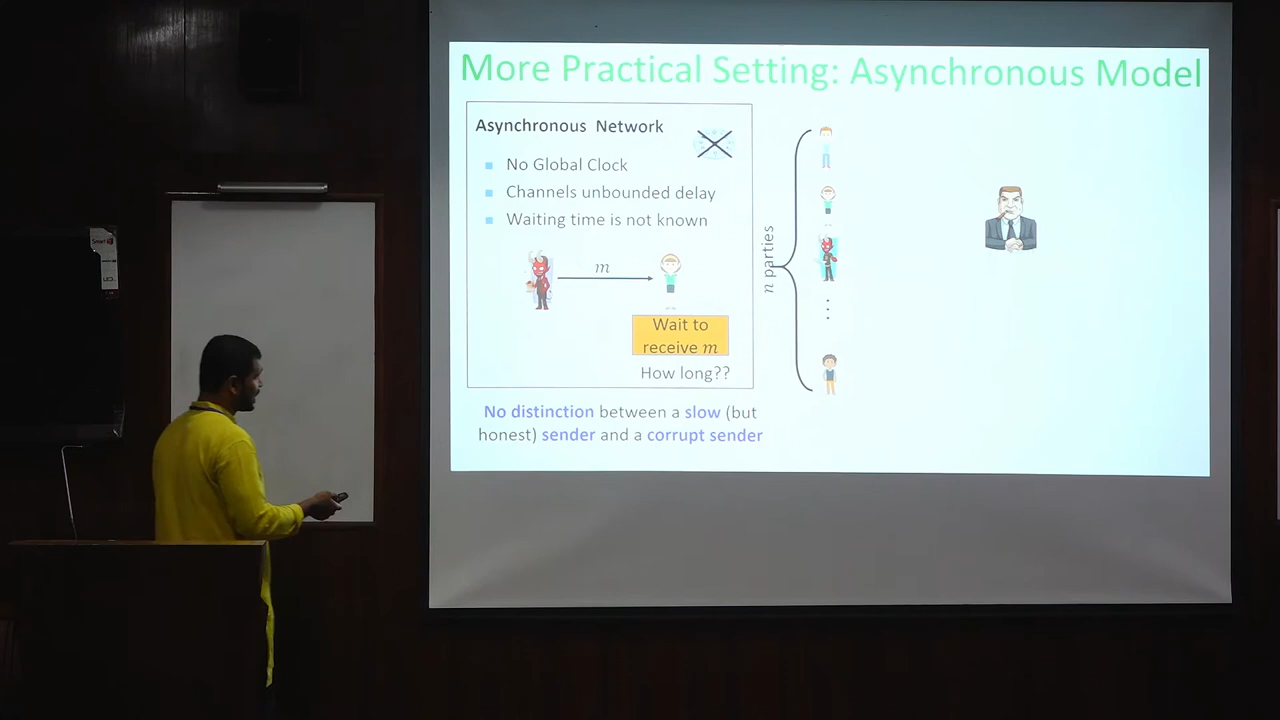 More Practical Setting: Asynchronous Model
Asynchronous Network
No Global Clock
Channels unbounded delay
Waiting time is not known
m
Wait to
receive m
How long??
No distinction between a slow (but
honest) sender and a corrupt sender
n parties